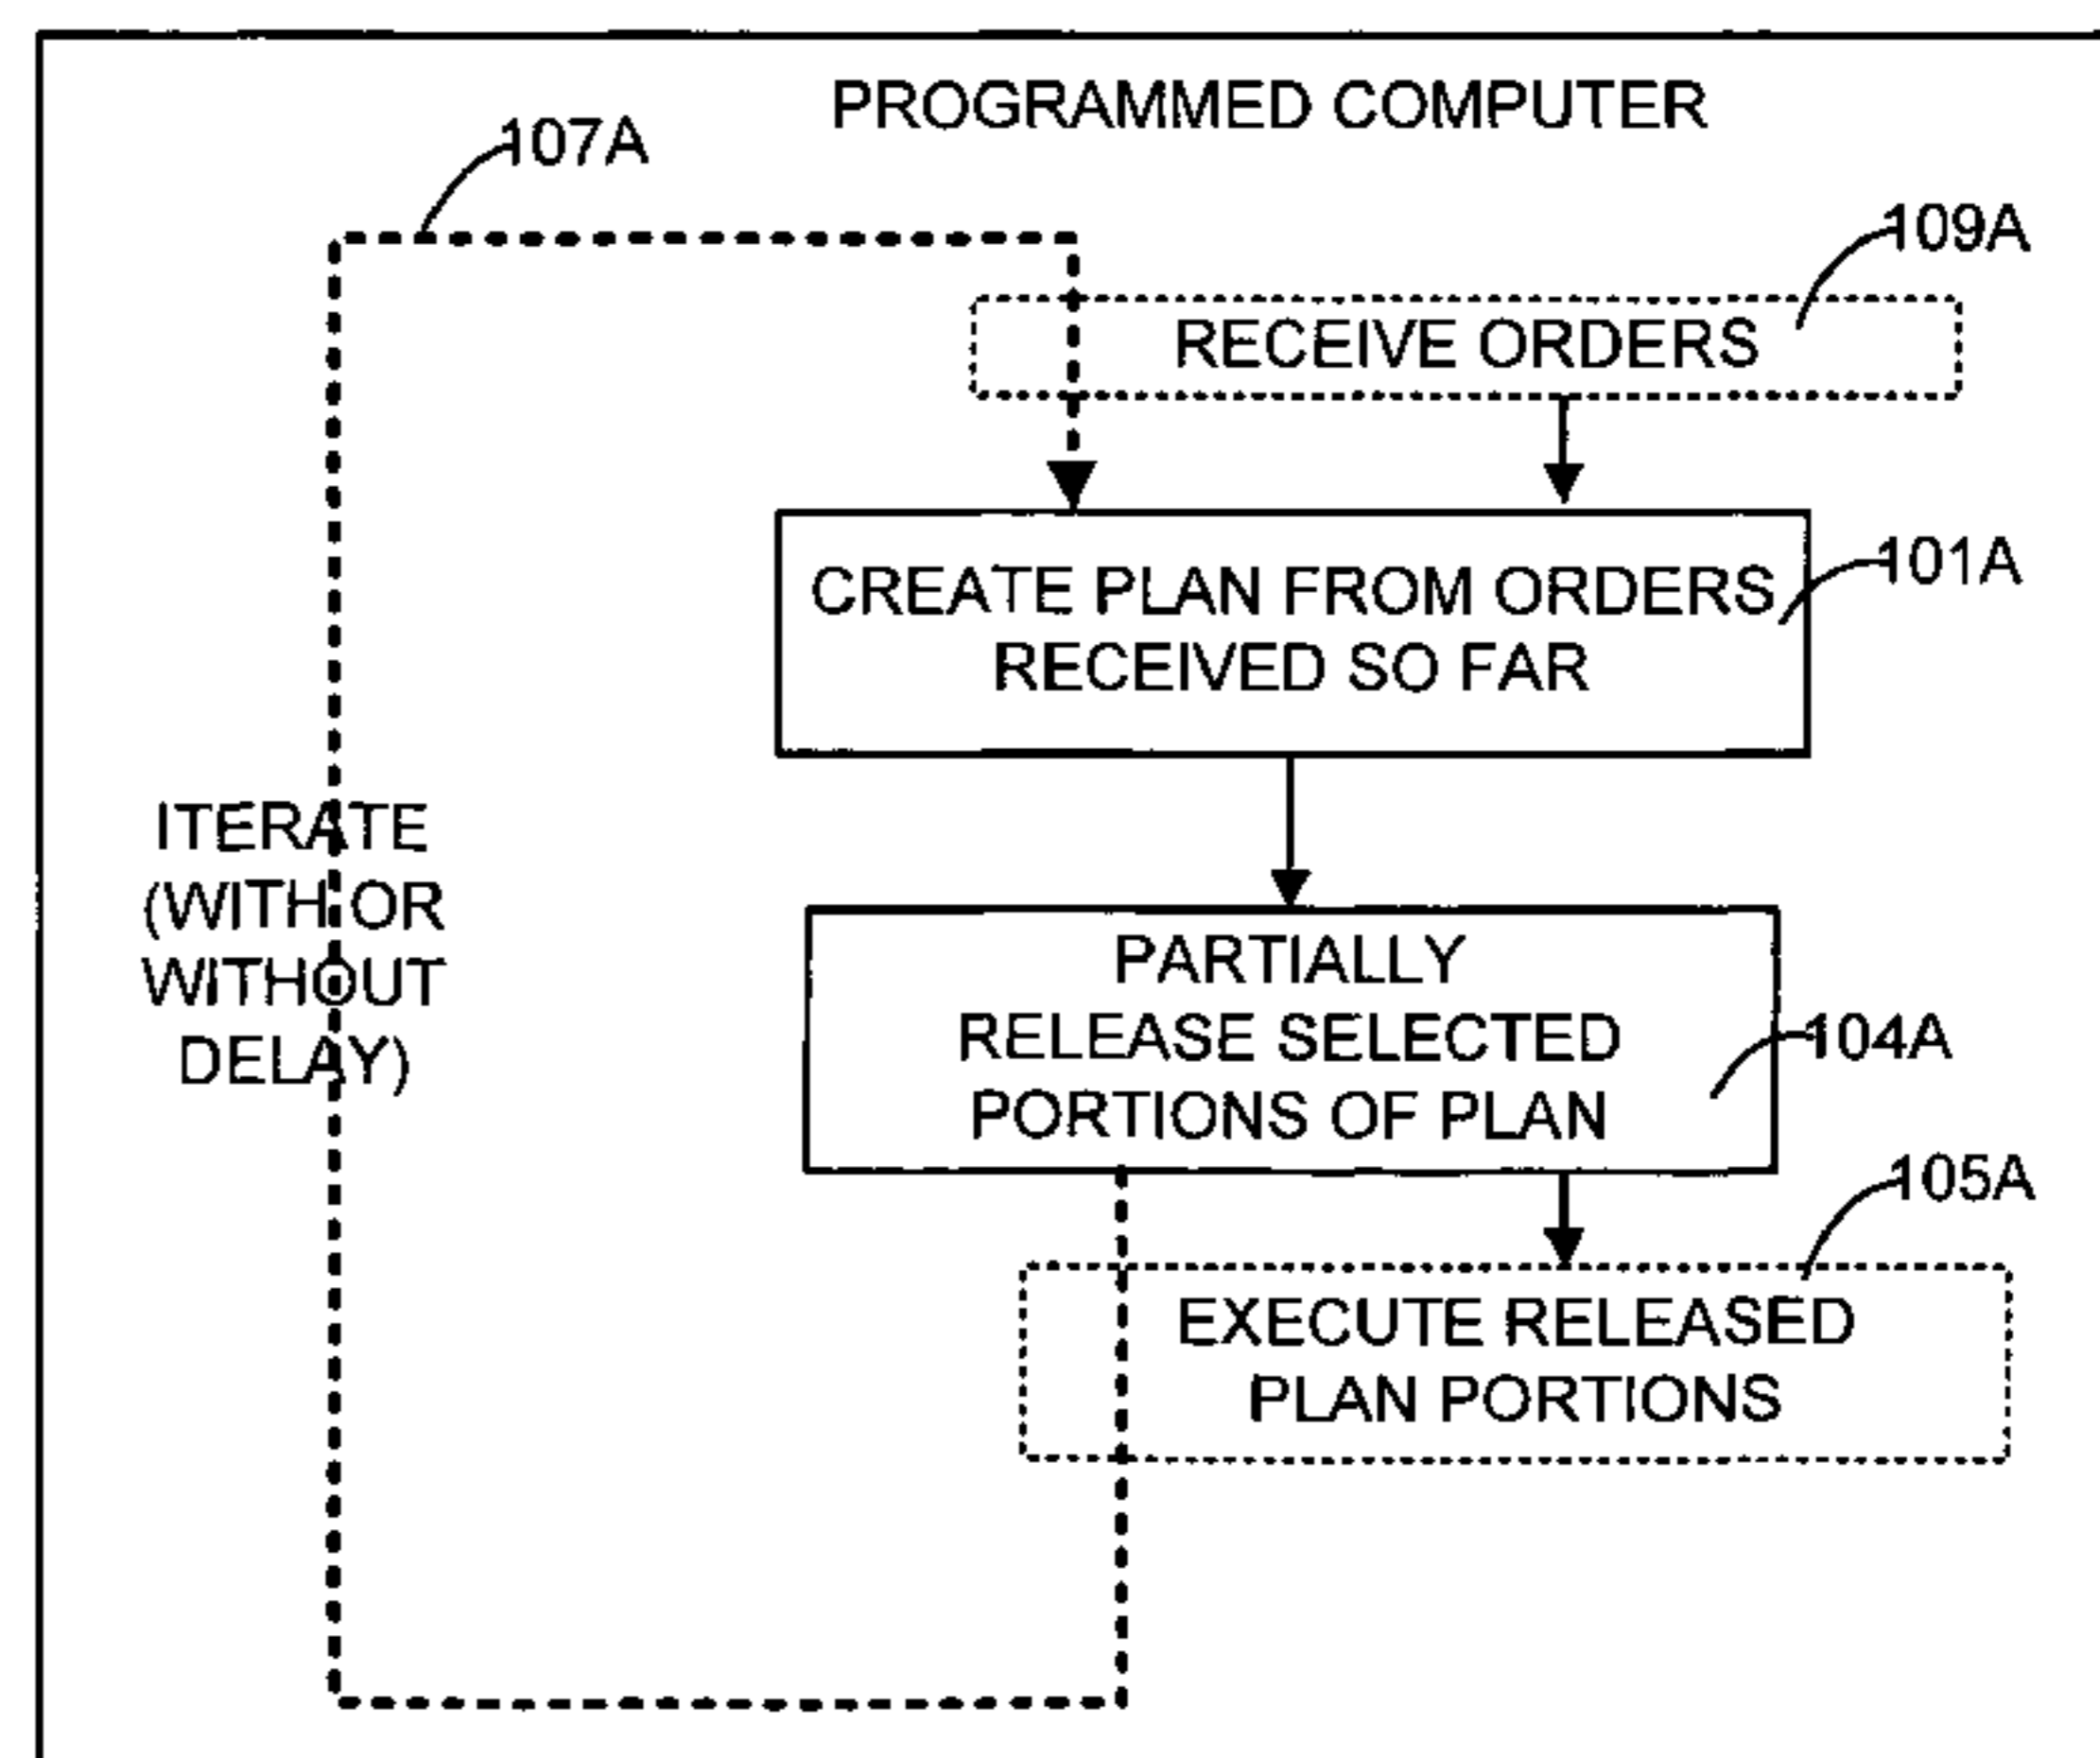 PROGRAMMED COMPUTER
107A
109A
RECEIVE ORDERS
101A
CREATE PLAN FROM ORDERS
RECEIVED SO FAR
ITERATE
(WITH OR
WITHOUT
DELAY)
PARTIALLY
RELEASE SELECTED
PORTIONS OF PLAN
104A
105A
EXECUTE RELEASED
PLAN PORTIONS